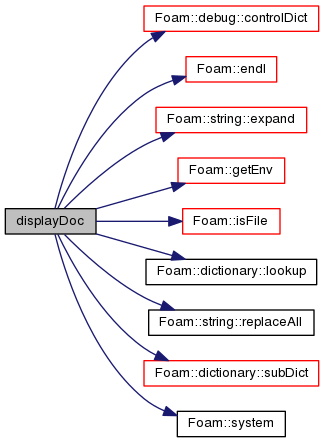 Foam::debug::controlDict
Foam::endl
Foam::string::expand
Foam::getEnv
displayDoc
Foam::isFile
Foam::dictionary::lookup
Foam::string::replaceAll
Foam::dictionary::subDict
Foam::system